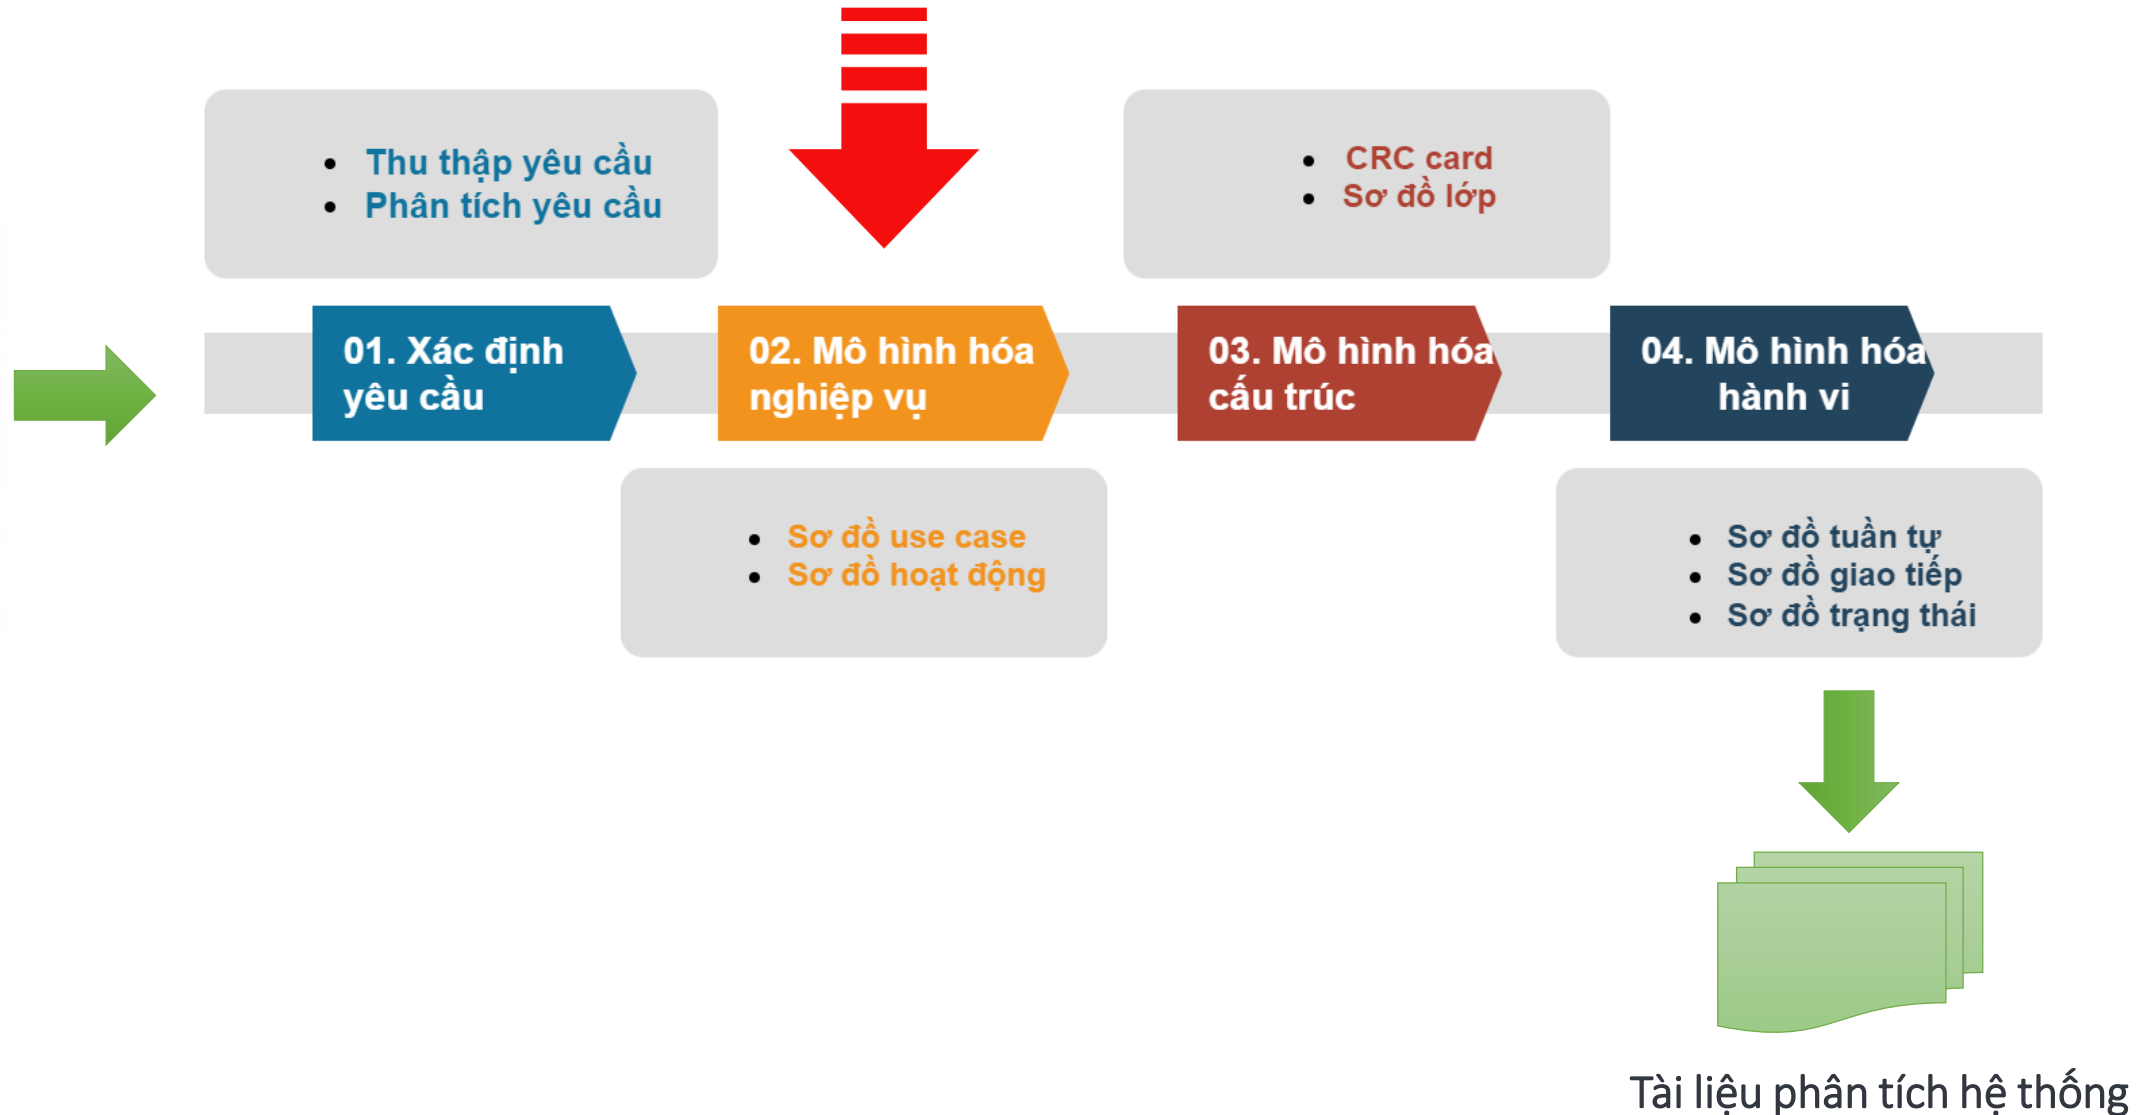 • Thu thập yêu cầu
• Phân tích yêu cầu
• CRC card
• Sơ đồ lớp
01. Xác định
yêu cầu
02. Mô hình hóa
nghiệp vụ
03. Mô hình hóa
cấu trúc
04. Mô hình hóa
hành vi
• Sơ đồ use case
• Sơ đồ hoạt động
• Sơ đồ tuần tự
• Sơ đồ giao tiếp
• Sơ đồ trạng thái
Tài liệu phân tích hệ thống